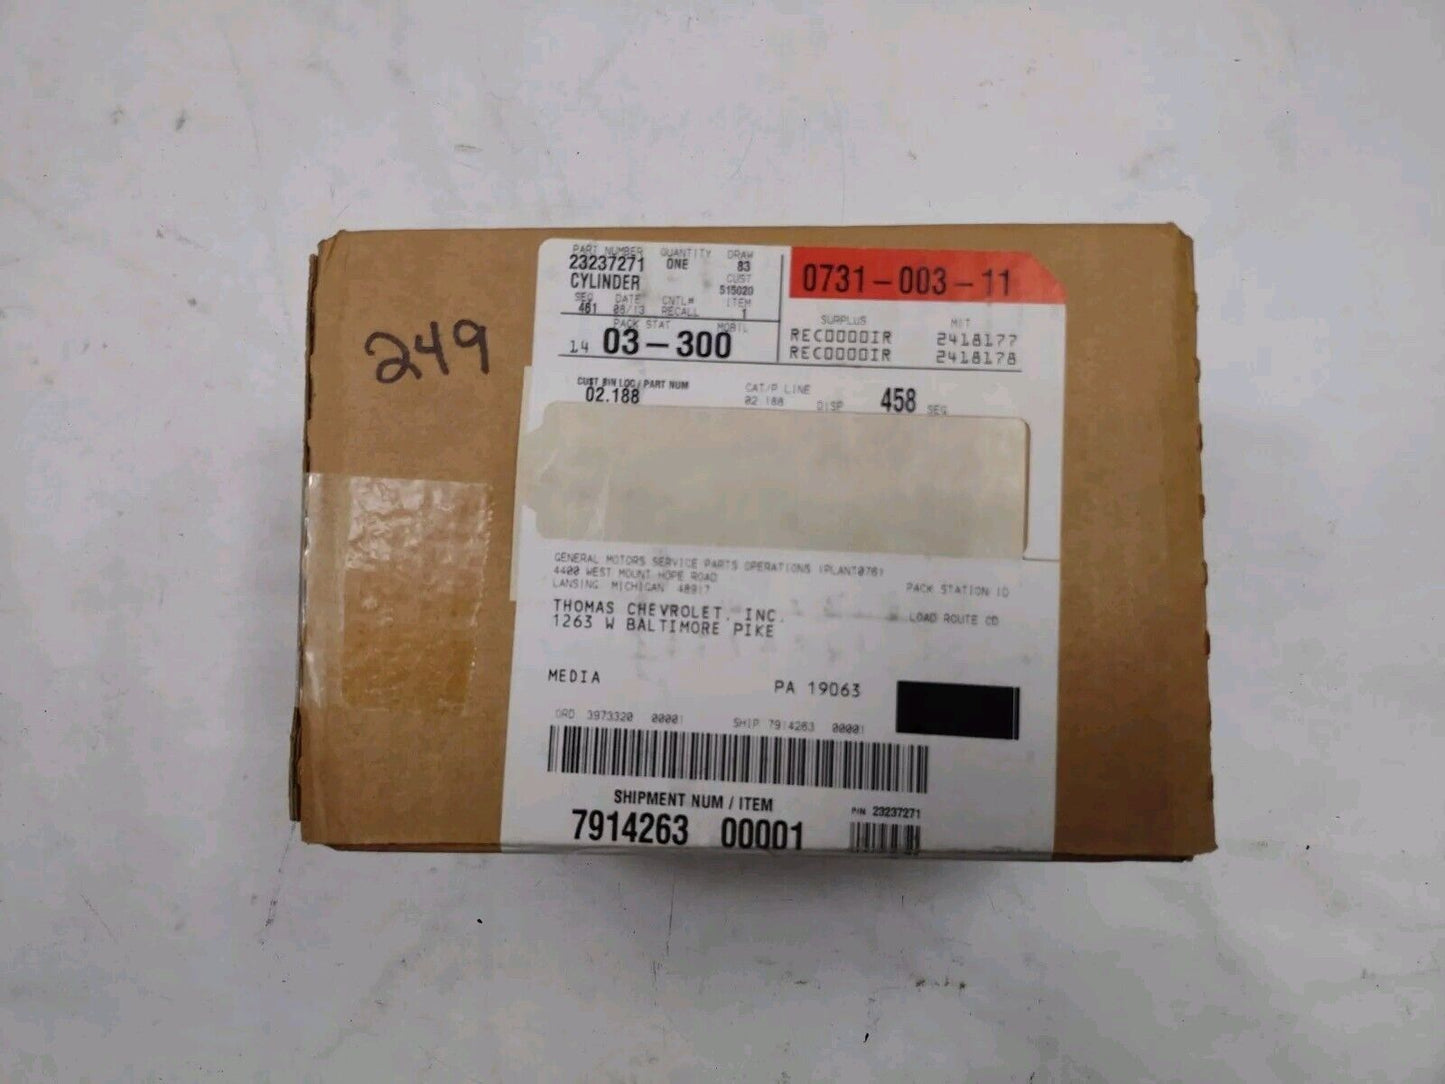 249
PART NUMBER QUANTITY DRAW
23237271 ONE 83
CYLINDER CUST
515020
SEQ DATE CNTL# ITEM
461 06/13 RECALL 1
PACK STAT MOBIL
14 03-300
0731-003-11
SURPLUS MIT
REC0000IR 2418177
REC0000IR 2418178
CUST BIN LOC / PART NUM CAT/P LINE
02.188 02.188 DISP 458 SEQ
GENERAL MOTORS SERVICE PARTS OPERATIONS (PLANT076)
4400 WEST MOUNT HOPE ROAD PACK STATION ID
LANSING MICHIGAN 48917
THOMAS CHEVROLET, INC. LOAD ROUTE CD
1263 W BALTIMORE PIKE
MEDIA PA 19063
ORD 3973320 00001 SHIP 7914263 00001
SHIPMENT NUM / ITEM P/N 23237271
7914263 00001